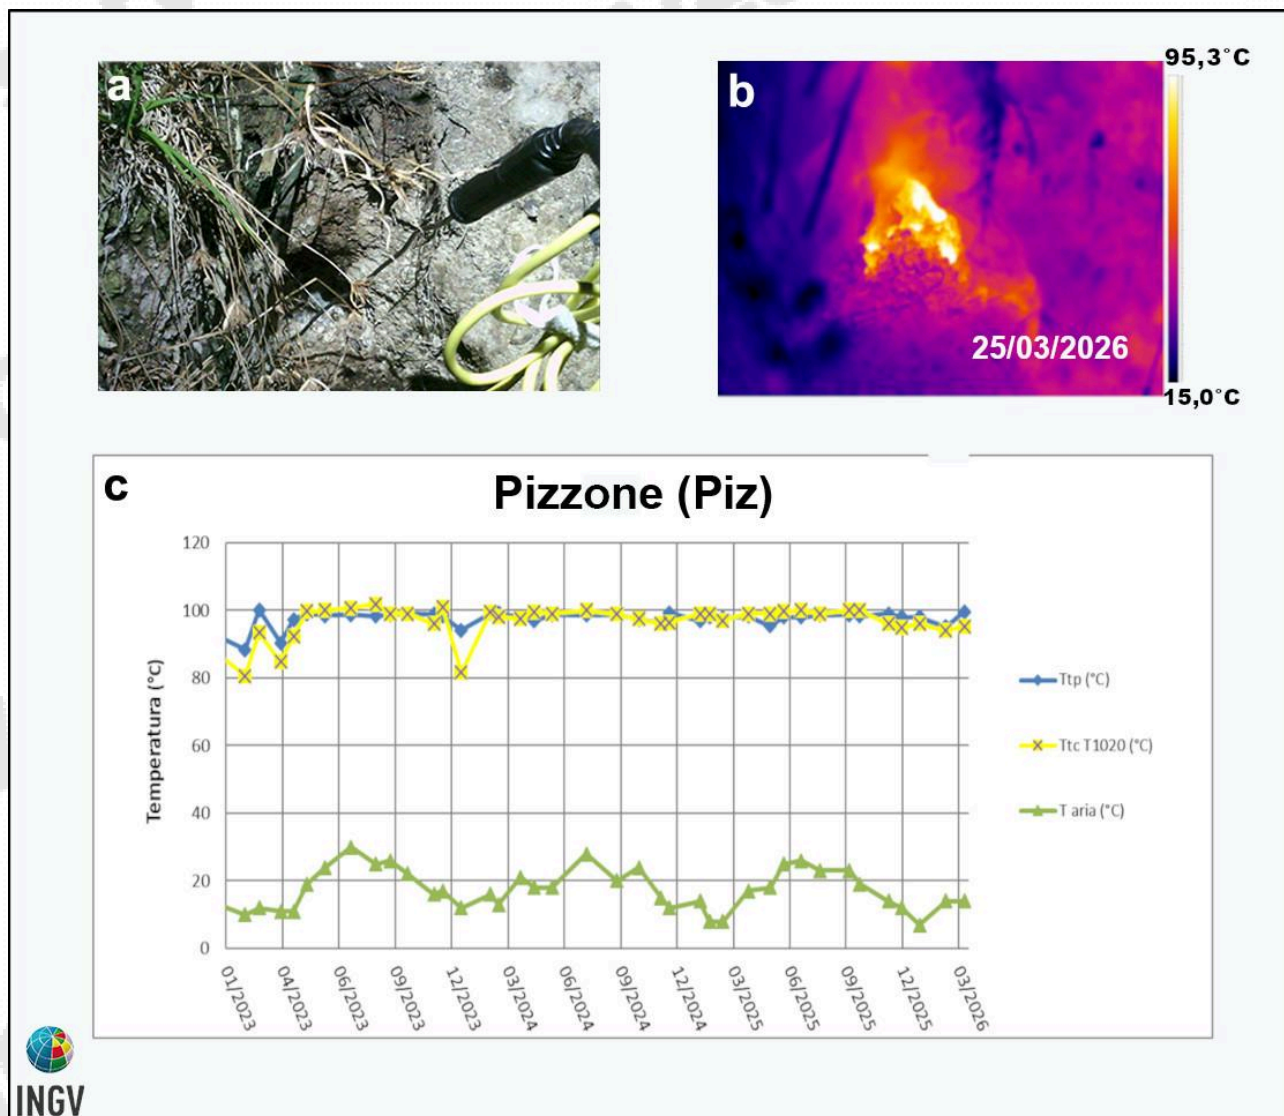 a
b
95,3°C
25/03/2026
15,0°C
c
Pizzone (Piz)
Temperatura (°C)
120
100
80
60
40
20
0
01/2023
04/2023
06/2023
09/2023
12/2023
03/2024
06/2024
09/2024
12/2024
03/2025
06/2025
09/2025
12/2025
03/2026
Ttp (°C)
Ttc T1020 (°C)
T aria (°C)
INGV